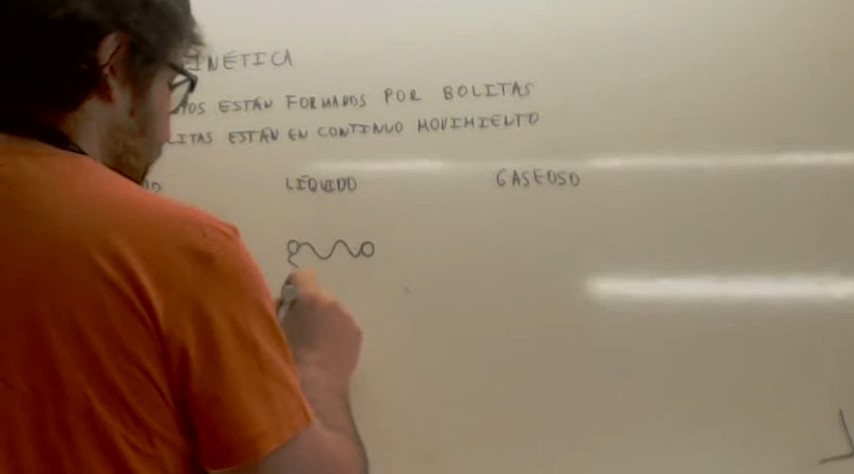 INÉTICA
OS ESTÁN FORMADOS POR BOLITAS
LITAS ESTÁN EN CONTINUO MOVIMIENTO
LÍQUIDO GASEOSO